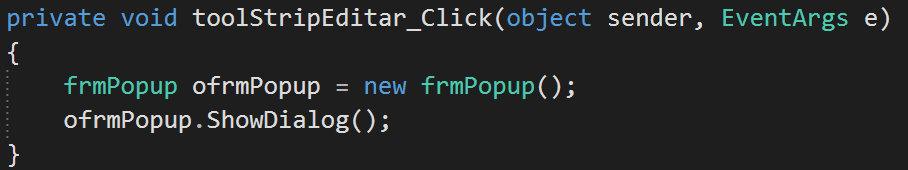 private void toolStripEditar_Click(object sender, EventArgs e)
{
    frmPopup ofrmPopup = new frmPopup();
    ofrmPopup.ShowDialog();
}